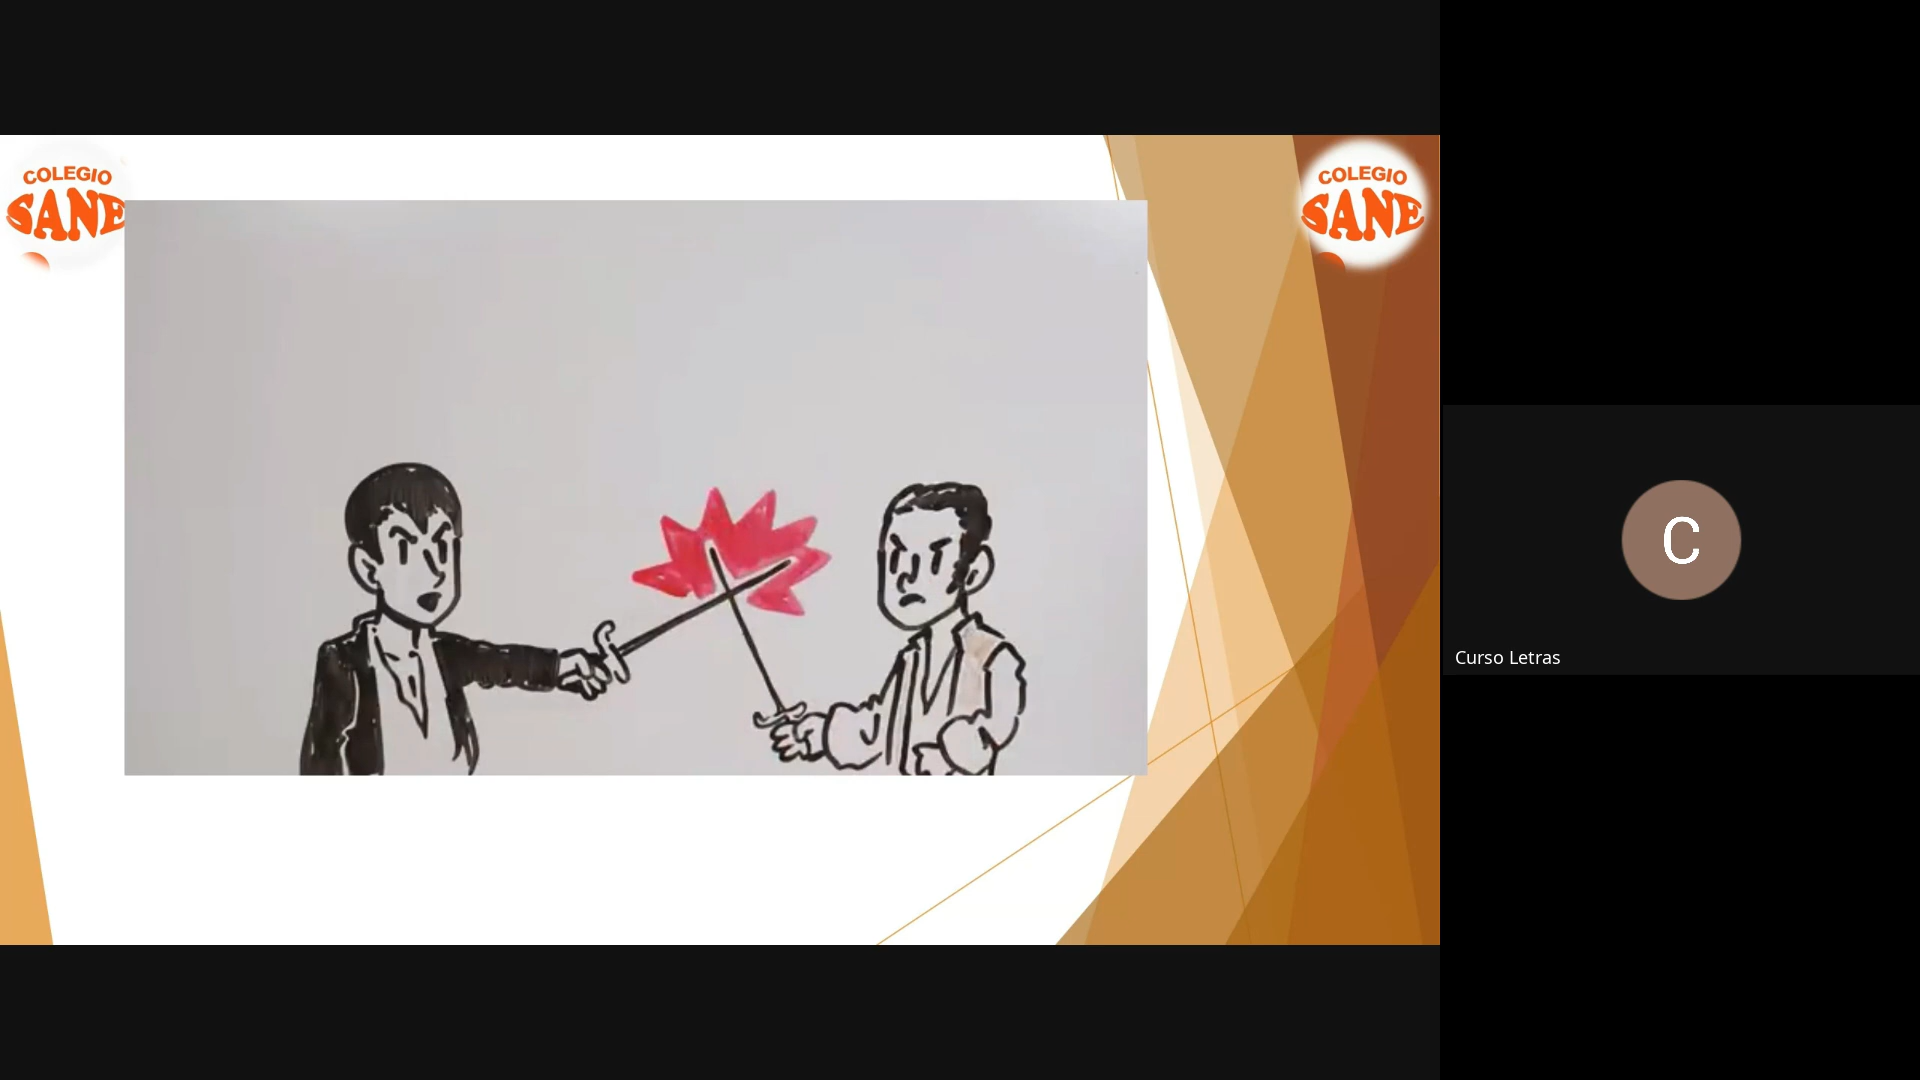 COLEGIO
SANE
COLEGIO
SANE
C
Curso Letras